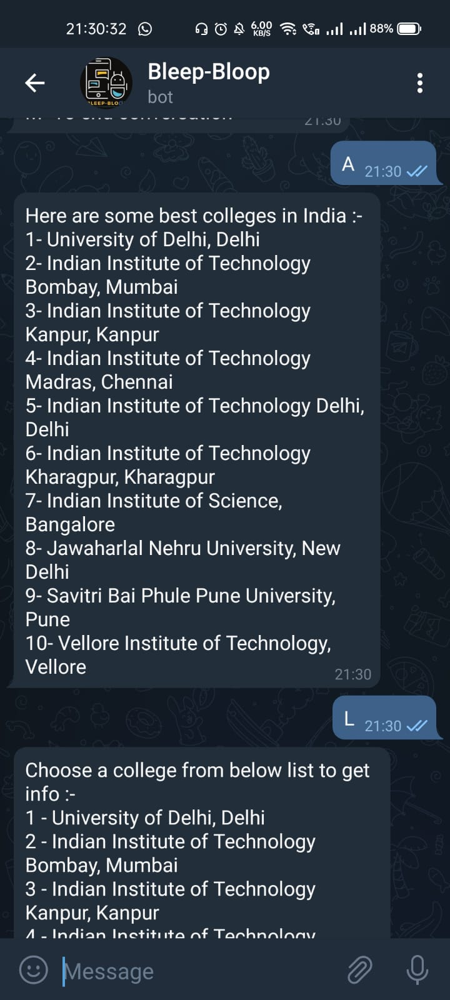 21:30:32
6.00
KB/S
88%
Bleep-Bloop
bot
LEEP-BLO
M- To end conversation
21:30
A 21:30
Here are some best colleges in India :-
1- University of Delhi, Delhi
2- Indian Institute of Technology
Bombay, Mumbai
3- Indian Institute of Technology
Kanpur, Kanpur
4- Indian Institute of Technology
Madras, Chennai
5- Indian Institute of Technology Delhi,
Delhi
6- Indian Institute of Technology
Kharagpur, Kharagpur
7- Indian Institute of Science,
Bangalore
8- Jawaharlal Nehru University, New
Delhi
9- Savitri Bai Phule Pune University,
Pune
10- Vellore Institute of Technology,
Vellore
21:30
L 21:30
Choose a college from below list to get
info :-
1 - University of Delhi, Delhi
2 - Indian Institute of Technology
Bombay, Mumbai
3 - Indian Institute of Technology
Kanpur, Kanpur
4 - Indian Institute of Technology
Message